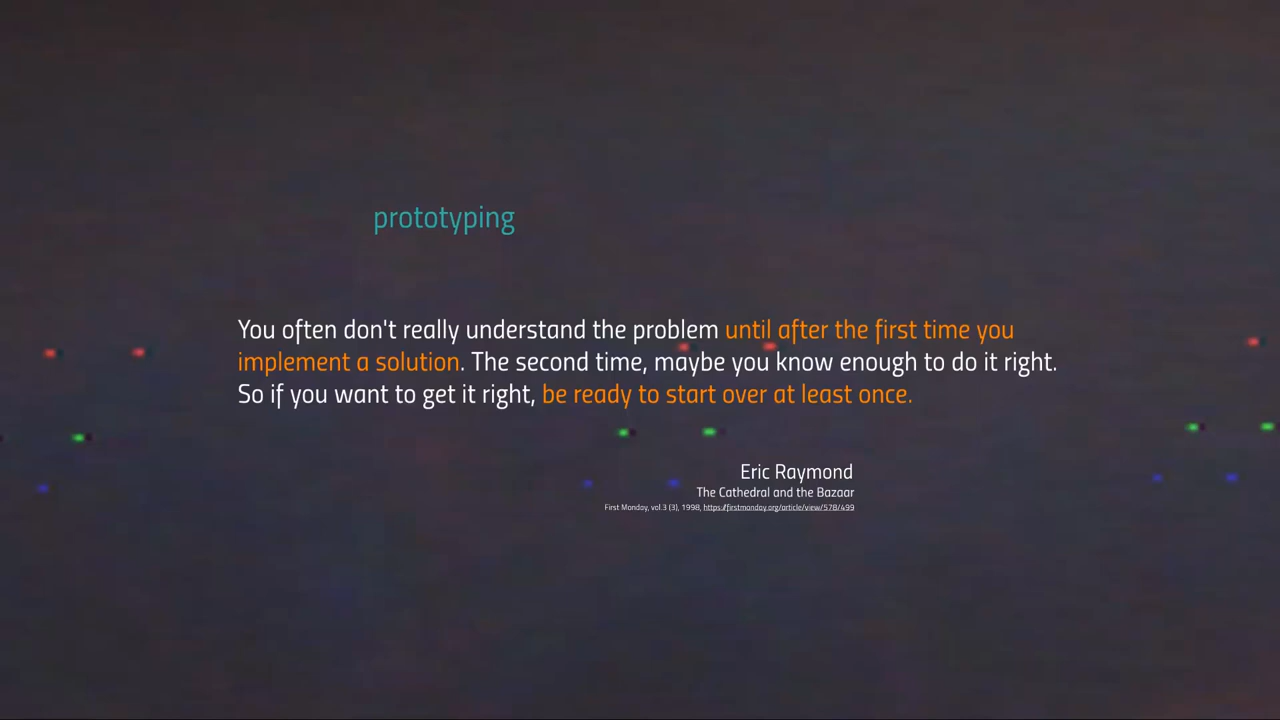 prototyping
You often don't really understand the problem until after the first time you
implement a solution. The second time, maybe you know enough to do it right.
So if you want to get it right, be ready to start over at least once.
Eric Raymond
The Cathedral and the Bazaar
First Monday, vol.3 (3), 1998, https://firstmonday.org/article/view/578/499